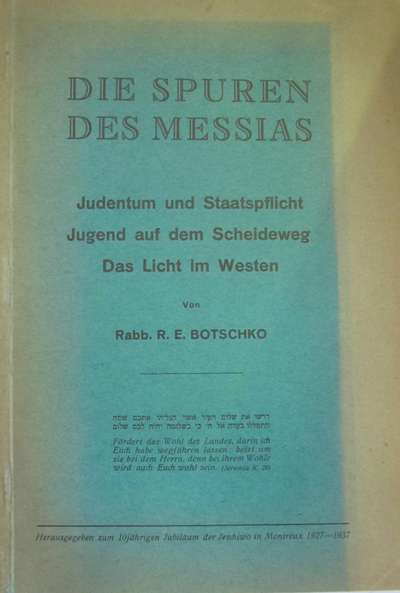 DIE SPUREN
DES MESSIAS
Judentum und Staatspflicht
Jugend auf dem Scheideweg
Das Licht im Westen
Von
Rabb. R. E. BOTSCHKO
דרשו את שלום העיר אשר הגליתי אתכם שמה
התפללו בעדה אל ה' כי בשלומה יהיה לכם שלום
Fördert das Wohl des Landes, darin ich
Euch habe wegführen lassen: betet um
sie bei dem Herrn, denn bei ihrem Wohle
wird auch Euch wohl sein. (Jeremia K. 29)
Herausgegeben zum 10jährigen Jubiläum der Jeschiwo in Montreux 1927—1937